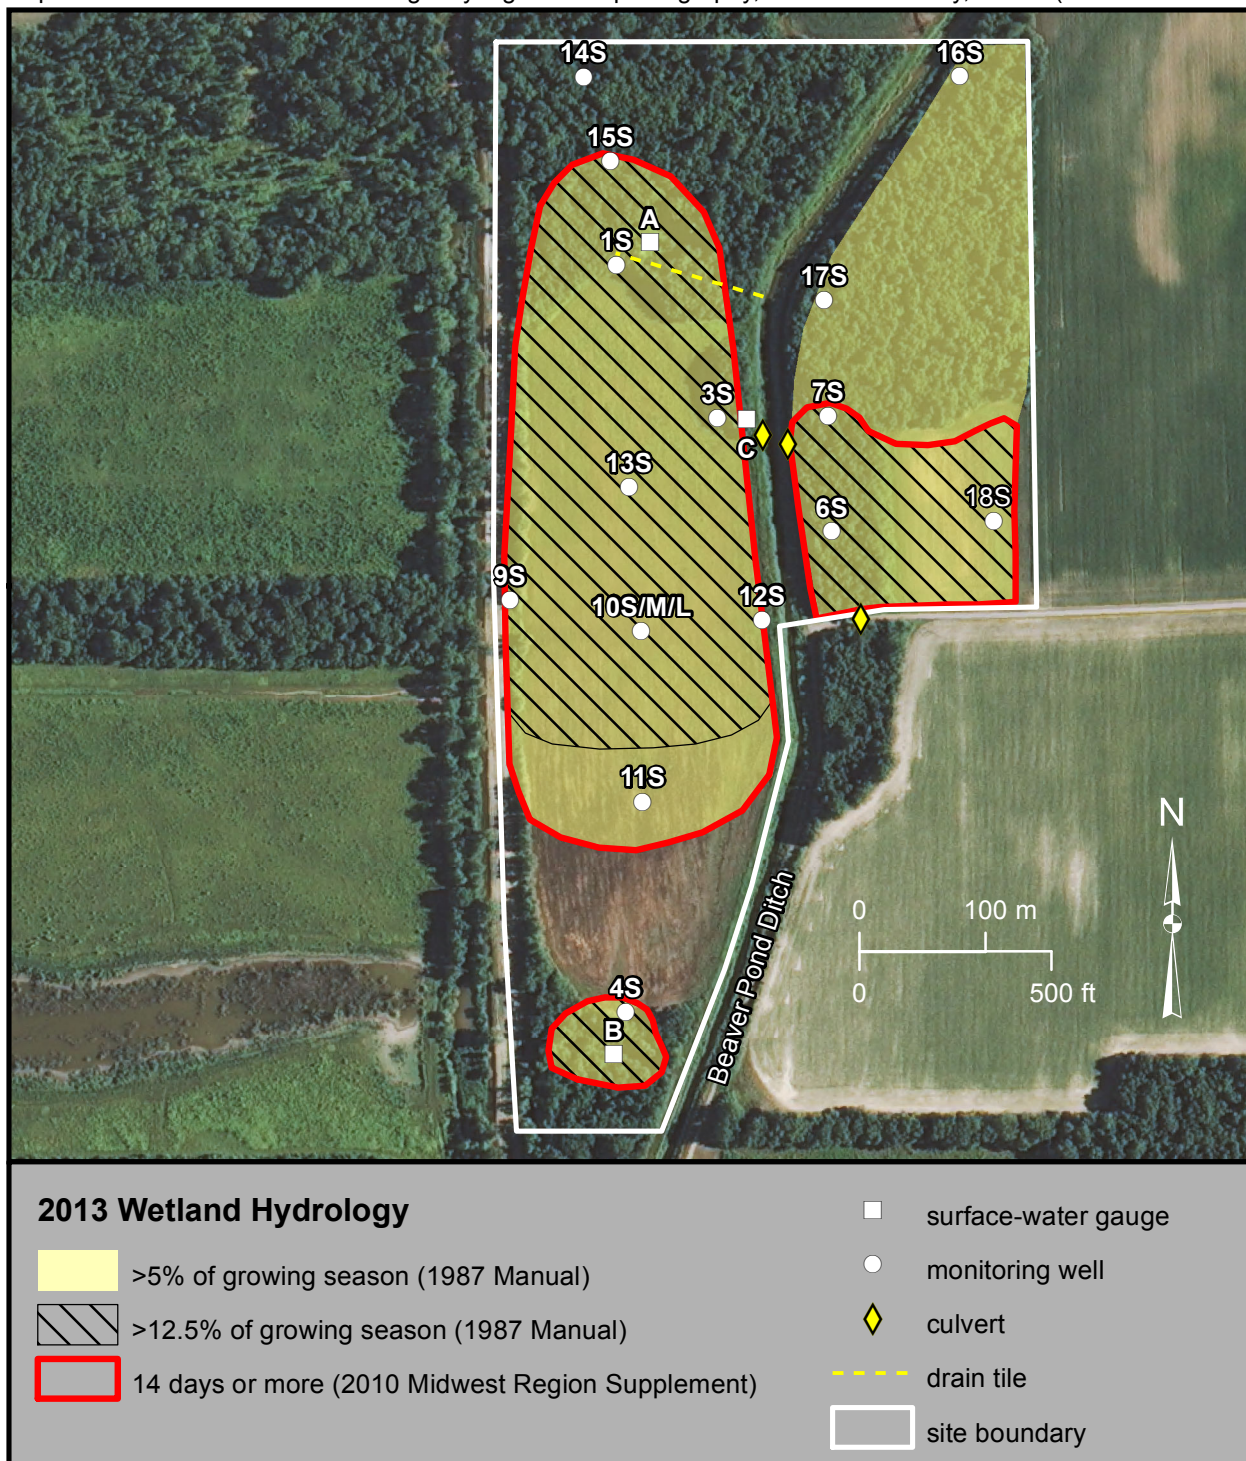 14S
16S
15S
A
1S
17S
3S
7S
C
13S
6S
18S
9S
10S/M/L
12S
11S
N
0 100 m
0 500 ft
4S
B
Beaver Pond Ditch
2013 Wetland Hydrology
>5% of growing season (1987 Manual)
>12.5% of growing season (1987 Manual)
14 days or more (2010 Midwest Region Supplement)
surface-water gauge
monitoring well
culvert
drain tile
site boundary